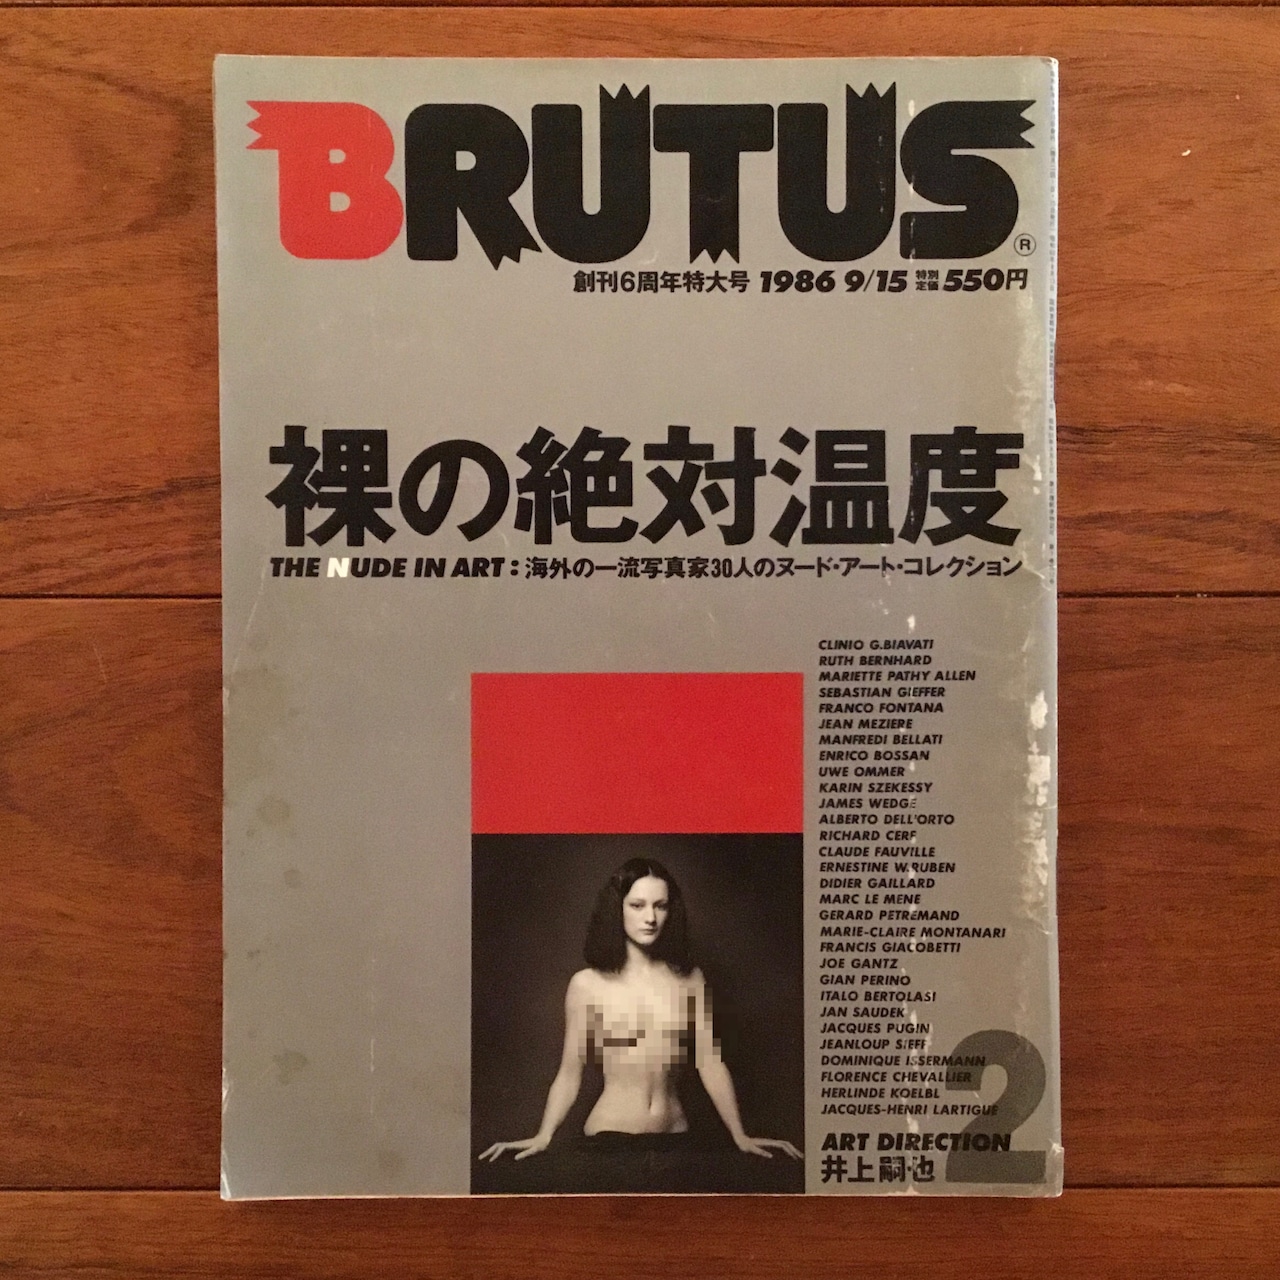 BRUTUS®
創刊6周年特大号 1986 9/15 特別定価 550円
裸の絶対温度
THE NUDE IN ART：海外の一流写真家30人のヌード・アート・コレクション
CLINIO G.BIAVATI
RUTH BERNHARD
MARIETTE PATHY ALLEN
SEBASTIAN GIEFFER
FRANCO FONTANA
JEAN MEZIERE
MANFREDI BELLATI
ENRICO BOSSAN
UWE OMMER
KARIN SZEKESSY
JAMES WEDGE
ALBERTO DELL'ORTO
RICHARD CERF
CLAUDE FAUVILLE
ERNESTINE W.RUBEN
DIDIER GAILLARD
MARC LE MENE
GERARD PETREMAND
MARIE-CLAIRE MONTANARI
FRANCIS GIACOBETTI
JOE GANTZ
GIAN PERINO
ITALO BERTOLASI
JAN SAUDEK
JACQUES PUGIN
JEANLOUP SIEFF
DOMINIQUE ISSERMANN
FLORENCE CHEVALLIER
HERLINDE KOELBL
JACQUES-HENRI LARTIGUE
2
ART DIRECTION
井上嗣也